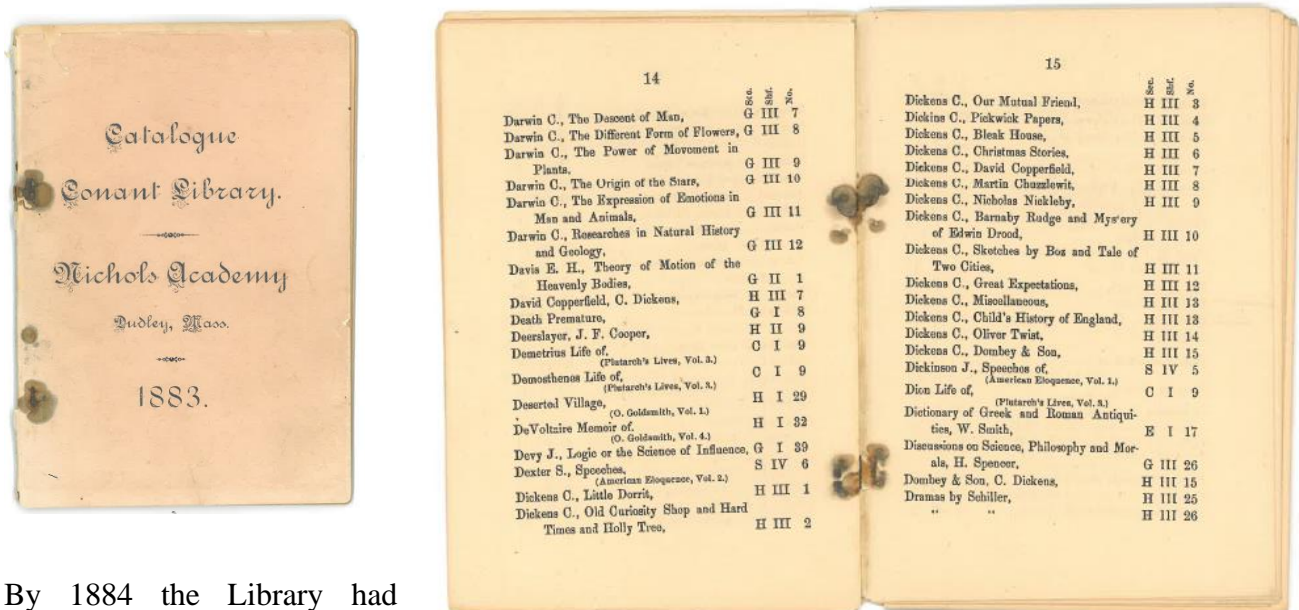 Catalogue
Conant Library.
Nichols Academy
Dudley, Mass.
1883.
14
Sec. Shf. No.
Darwin C., The Descent of Man, G III 7
Darwin C., The Different Form of Flowers, G III 8
Darwin C., The Power of Movement in
Plants, G III 9
Darwin C., The Origin of the Stars, G III 10
Darwin C., The Expression of Emotions in
Man and Animals, G III 11
Darwin C., Researches in Natural History
and Geology, G III 12
Davis E. H., Theory of Motion of the
Heavenly Bodies, G II 1
David Copperfield, C. Dickens, H III 7
Death Premature, G I 8
Deerslayer, J. F. Cooper, H II 9
Demetrius Life of, C I 9
(Plutarch's Lives, Vol. 3.)
Demosthenes Life of, C I 9
(Plutarch's Lives, Vol. 3.)
Deserted Village, H I 29
(O. Goldsmith, Vol. 1.)
DeVoltaire Memoir of. H I 32
(O. Goldsmith, Vol. 4.)
Devy J., Logic or the Science of Influence, G I 39
Dexter S., Speeches, S IV 6
(American Eloquence, Vol. 2.)
Dickens C., Little Dorrit, H III 1
Dickens C., Old Curiosity Shop and Hard
Times and Holly Tree, H III 2
15
Sec. Shf. No.
Dickens C., Our Mutual Friend, H III 3
Dickins C., Pickwick Papers, H III 4
Dickens C., Bleak House, H III 5
Dickens C., Christmas Stories, H III 6
Dickens C., David Copperfield, H III 7
Dickens C., Martin Chuzzlewit, H III 8
Dickens C., Nicholas Nickleby, H III 9
Dickens C., Barnaby Rudge and Mys'ery
of Edwin Drood, H III 10
Dickens C., Sketches by Boz and Tale of
Two Cities, H III 11
Dickens C., Great Expectations, H III 12
Dickens C., Miscellaneous, H III 13
Dickens C., Child's History of England, H III 13
Dickens C., Oliver Twist, H III 14
Dickens C., Dombey & Son, H III 15
Dickinson J., Speeches of, S IV 5
(American Eloquence, Vol. 1.)
Dion Life of, C I 9
(Plutarch's Lives, Vol. 3.)
Dictionary of Greek and Roman Antiqui-
ties, W. Smith, E I 17
Discussions on Science, Philosophy and Mor-
als, H. Spencer, G III 26
Dombey & Son, C. Dickens, H III 15
Dramas by Schiller, H III 25
" " H III 26
By 1884 the Library had